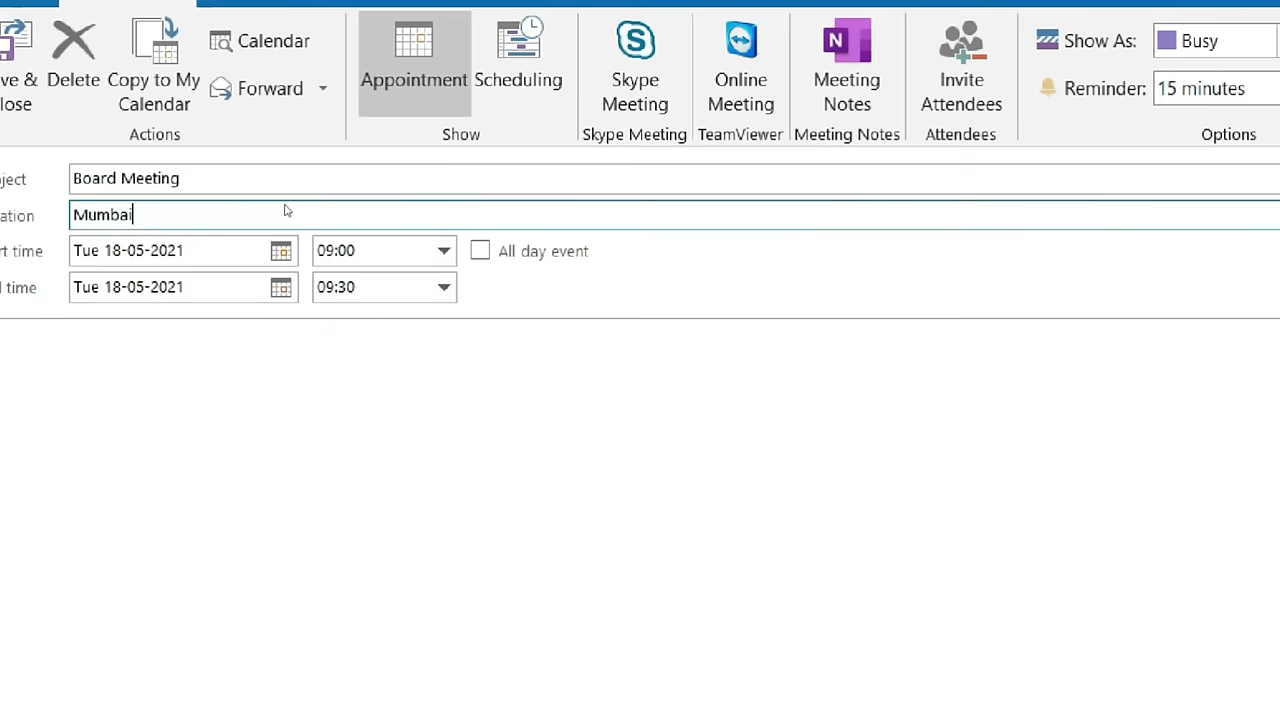 ve &
lose
Delete
Copy to My
Calendar
Calendar
Forward
Actions
Appointment
Scheduling
Show
Skype
Meeting
Skype Meeting
Online
Meeting
TeamViewer
N
Meeting
Notes
Meeting Notes
Invite
Attendees
Attendees
Show As: Busy
Reminder: 15 minutes
Options
ject Board Meeting
ation Mumbai
rt time Tue 18-05-2021 09:00 All day event
l time Tue 18-05-2021 09:30